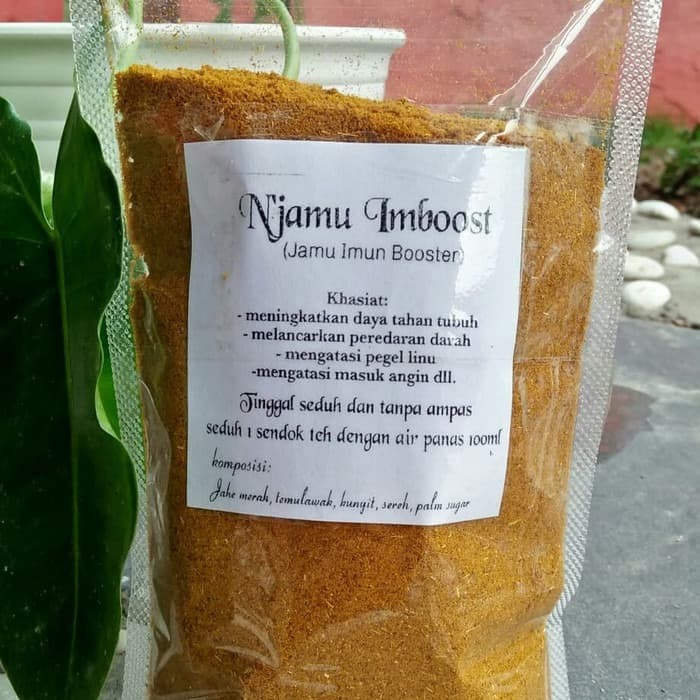 Njamu Imboost
(Jamu Imun Booster)
Khasiat:
- meningkatkan daya tahan tubuh
- melancarkan peredaran darah
- mengatasi pegel linu
-mengatasi masuk angin dll.
Tinggal seduh dan tanpa ampas
seduh 1 sendok teh dengan air panas 100ml
komposisi:
Jahe merah, temulawak, kunyit, sereh, palm sugar